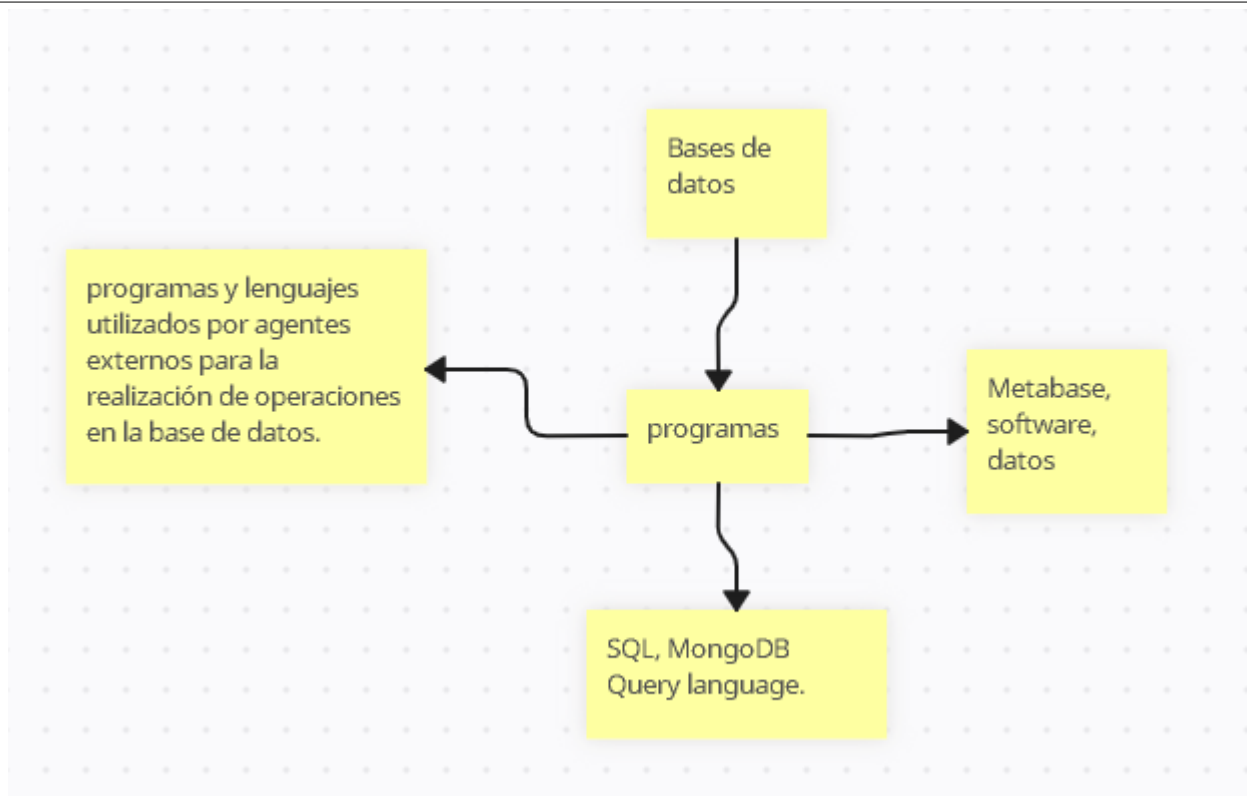 Bases de
datos
programas y lenguajes
utilizados por agentes
externos para la
realización de operaciones
en la base de datos.
programas
Metabase,
software,
datos
SQL, MongoDB
Query language.